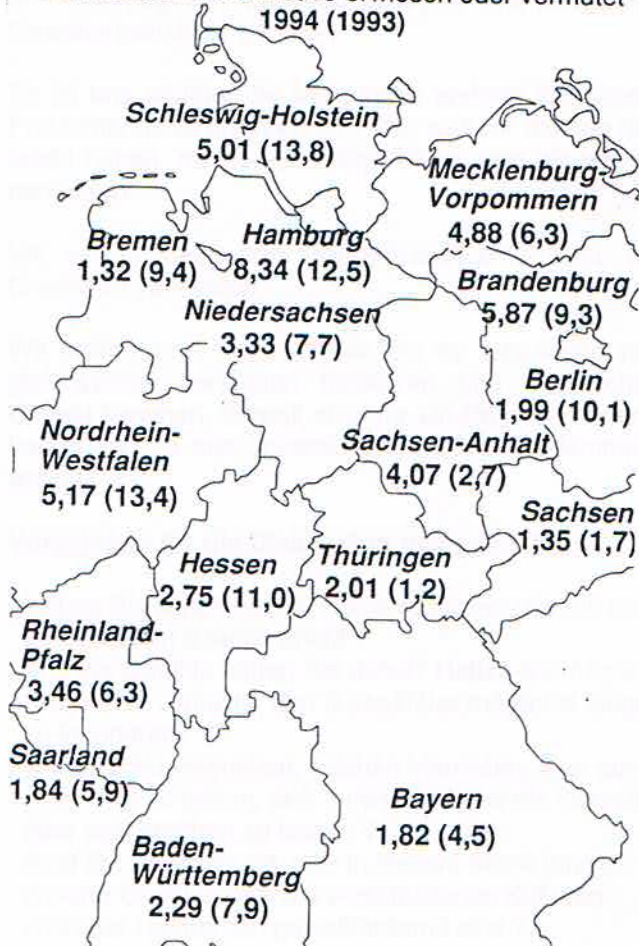 1994 (1993)
Schleswig-Holstein
5,01 (13,8)
Mecklenburg-
Vorpommern
4,88 (6,3)
Bremen
1,32 (9,4)
Hamburg
8,34 (12,5)
Brandenburg
5,87 (9,3)
Niedersachsen
3,33 (7,7)
Berlin
1,99 (10,1)
Nordrhein-
Westfalen
5,17 (13,4)
Sachsen-Anhalt
4,07 (2,7)
Sachsen
1,35 (1,7)
Hessen
2,75 (11,0)
Thüringen
2,01 (1,2)
Rheinland-
Pfalz
3,46 (6,3)
Saarland
1,84 (5,9)
Bayern
1,82 (4,5)
Baden-
Württemberg
2,29 (7,9)